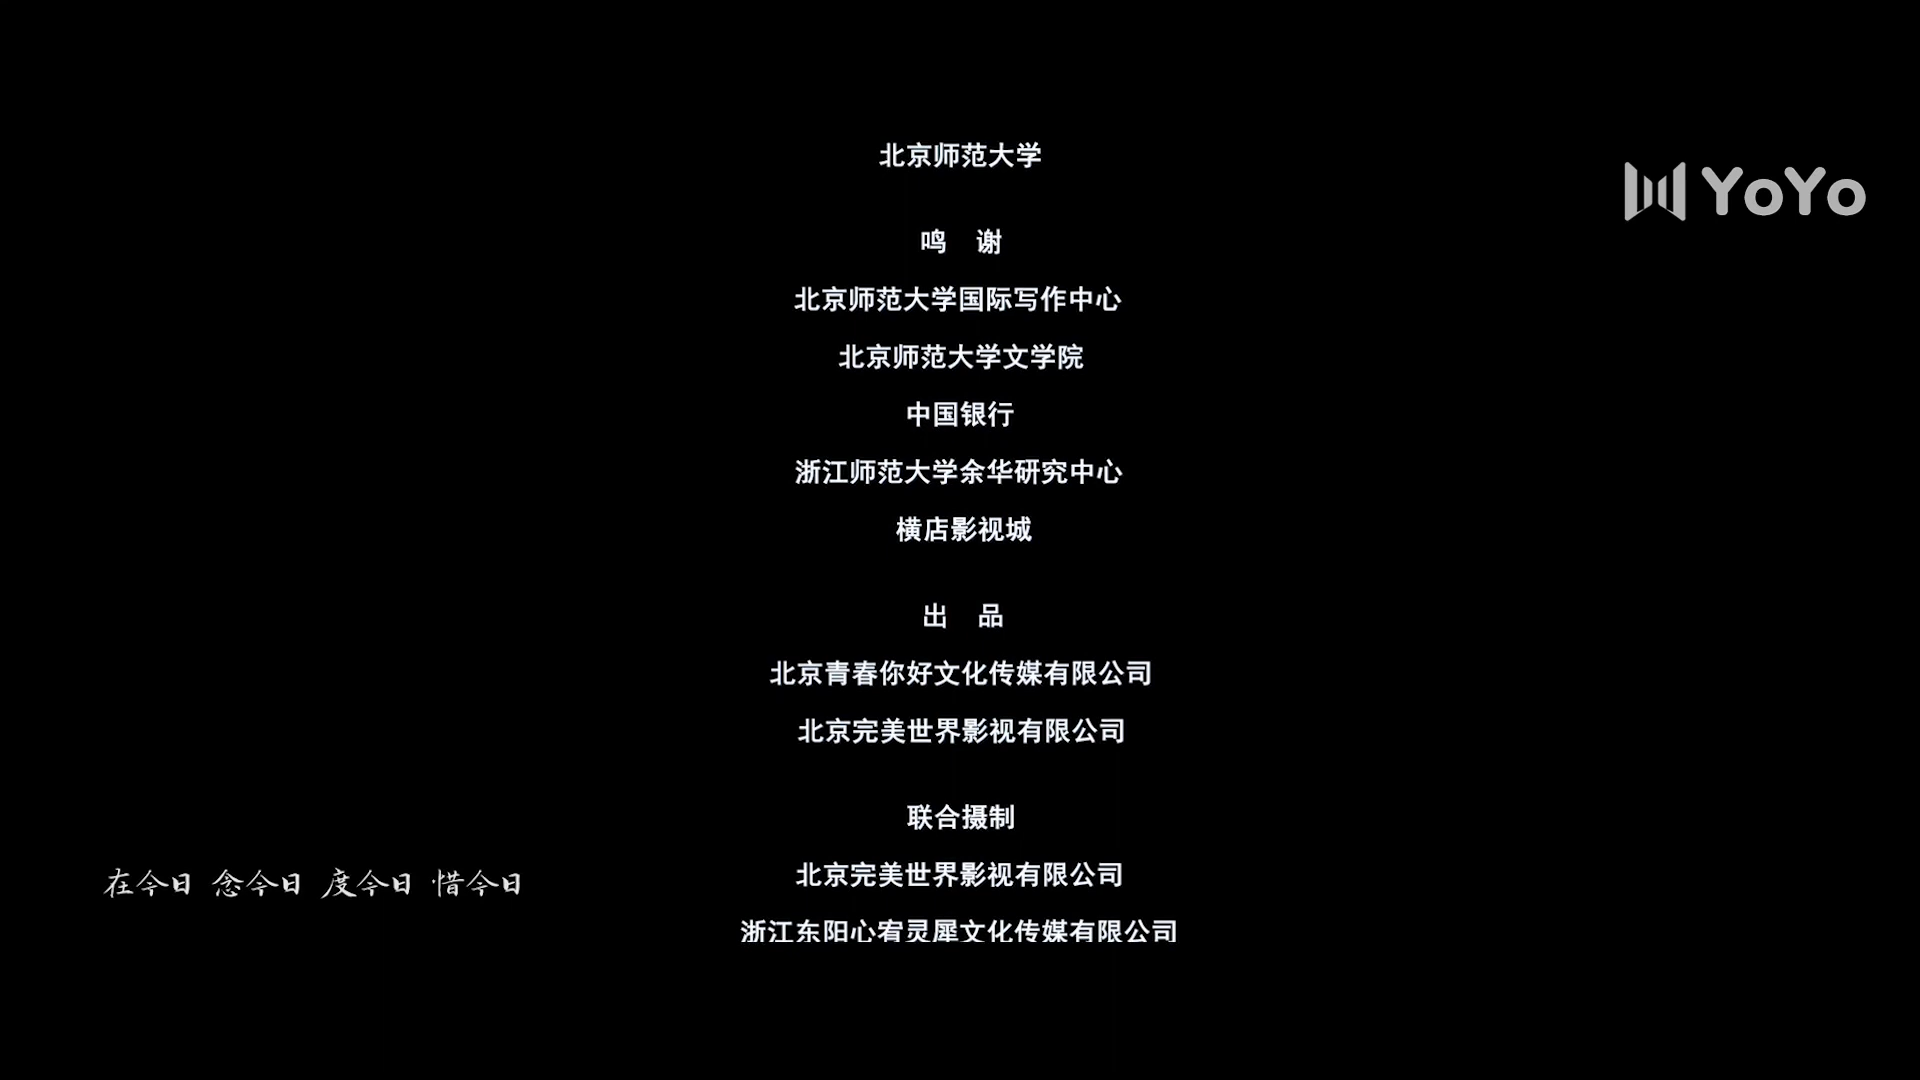 北京师范大学
YoYo
鸣 谢
北京师范大学国际写作中心
北京师范大学文学院
中国银行
浙江师范大学余华研究中心
横店影视城
出 品
北京青春你好文化传媒有限公司
北京完美世界影视有限公司
联合摄制
北京完美世界影视有限公司
在今日 念今日 度今日 惜今日
浙江东阳心宥灵犀文化传媒有限公司